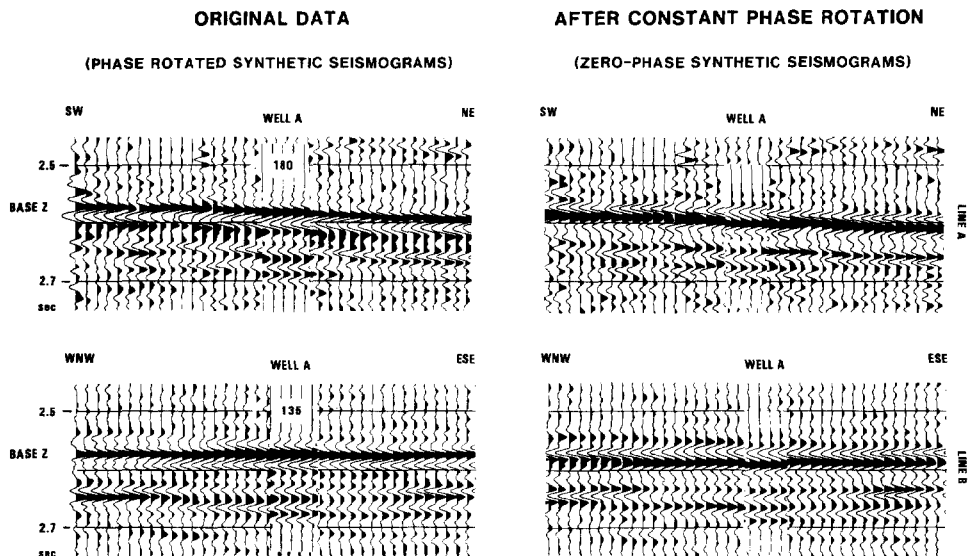 ORIGINAL DATA
AFTER CONSTANT PHASE ROTATION
(PHASE ROTATED SYNTHETIC SEISMOGRAMS)
(ZERO-PHASE SYNTHETIC SEISMOGRAMS)
SW
WELL A
NE
SW
WELL A
NE
2.5
180
BASE Z
LINE A
2.7
sec
WNW
WELL A
ESE
WNW
WELL A
ESE
2.5
135
BASE Z
LINE B
2.7
sec